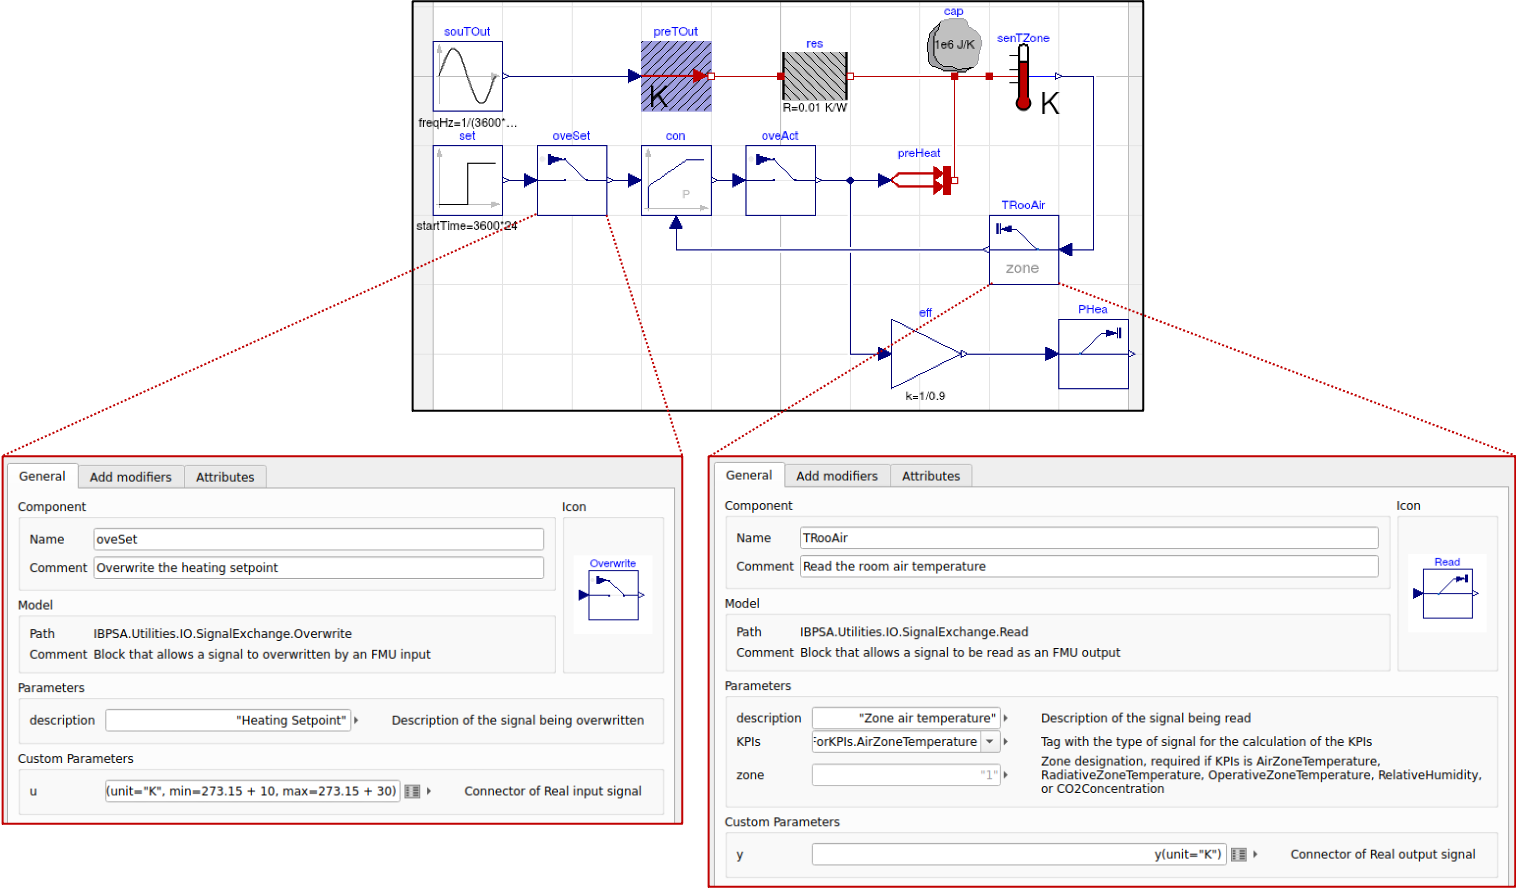 cap
souTOut
preTOut
res
senTZone
1e6 J/K
K
K
R=0.01 K/W
freqHz=1/(3600*...
set
oveSet
con
oveAct
preHeat
P
startTime=3600*24
TRooAir
zone
eff
PHea
k=1/0.9
General
Add modifiers
Attributes
Component
Icon
Name
oveSet
Comment
Overwrite the heating setpoint
Overwrite
Model
Path
IBPSA.Utilities.IO.SignalExchange.Overwrite
Comment
Block that allows a signal to overwritten by an FMU input
Parameters
description
"Heating Setpoint"
Description of the signal being overwritten
Custom Parameters
u
(unit="K", min=273.15 + 10, max=273.15 + 30)
Connector of Real input signal
General
Add modifiers
Attributes
Component
Icon
Name
TRooAir
Comment
Read the room air temperature
Read
Model
Path
IBPSA.Utilities.IO.SignalExchange.Read
Comment
Block that allows a signal to be read as an FMU output
Parameters
description
"Zone air temperature"
Description of the signal being read
KPIs
orKPIs.AirZoneTemperature
Tag with the type of signal for the calculation of the KPIs
zone
"1"
Zone designation, required if KPIs is AirZoneTemperature,
RadiativeZoneTemperature, OperativeZoneTemperature, RelativeHumidity,
or CO2Concentration
Custom Parameters
y
y(unit="K")
Connector of Real output signal